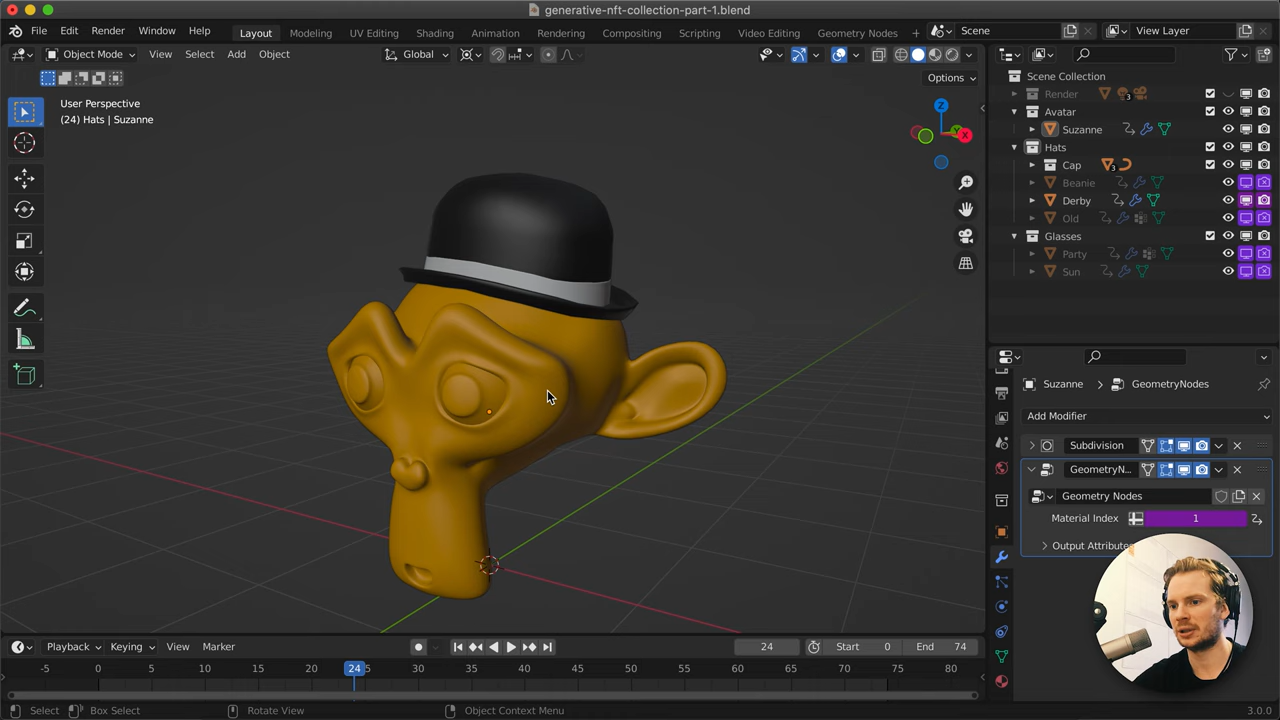 generative-nft-collection-part-1.blend
File Edit Render Window Help Layout Modeling UV Editing Shading Animation Rendering Compositing Scripting Video Editing Geometry Nodes + Scene View Layer
Object Mode View Select Add Object Global
Options
User Perspective
(24) Hats | Suzanne
Z
Y
X
Scene Collection
Render 3
Avatar
Suzanne
Hats
Cap 3
Beanie
Derby
Old
Glasses
Party
Sun
Suzanne > GeometryNodes
Add Modifier
Subdivision
GeometryN...
Geometry Nodes
Material Index 1
Output Attributes
Playback Keying View Marker 24 Start 0 End 74
-5 0 5 10 15 20 24 25 30 35 40 45 50 55 60 65 70 75 80
Select Box Select Rotate View Object Context Menu 3.0.0